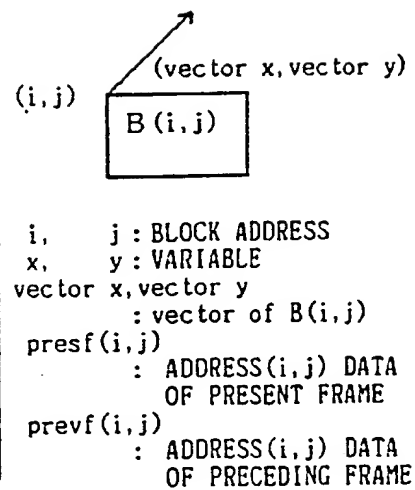 (vector x,vector y)
(i,j)
B(i,j)
i, j : BLOCK ADDRESS
x, y : VARIABLE
vector x,vector y
: vector of B(i,j)
presf(i,j)
: ADDRESS(i,j) DATA
OF PRESENT FRAME
prevf(i,j)
: ADDRESS(i,j) DATA
OF PRECEDING FRAME